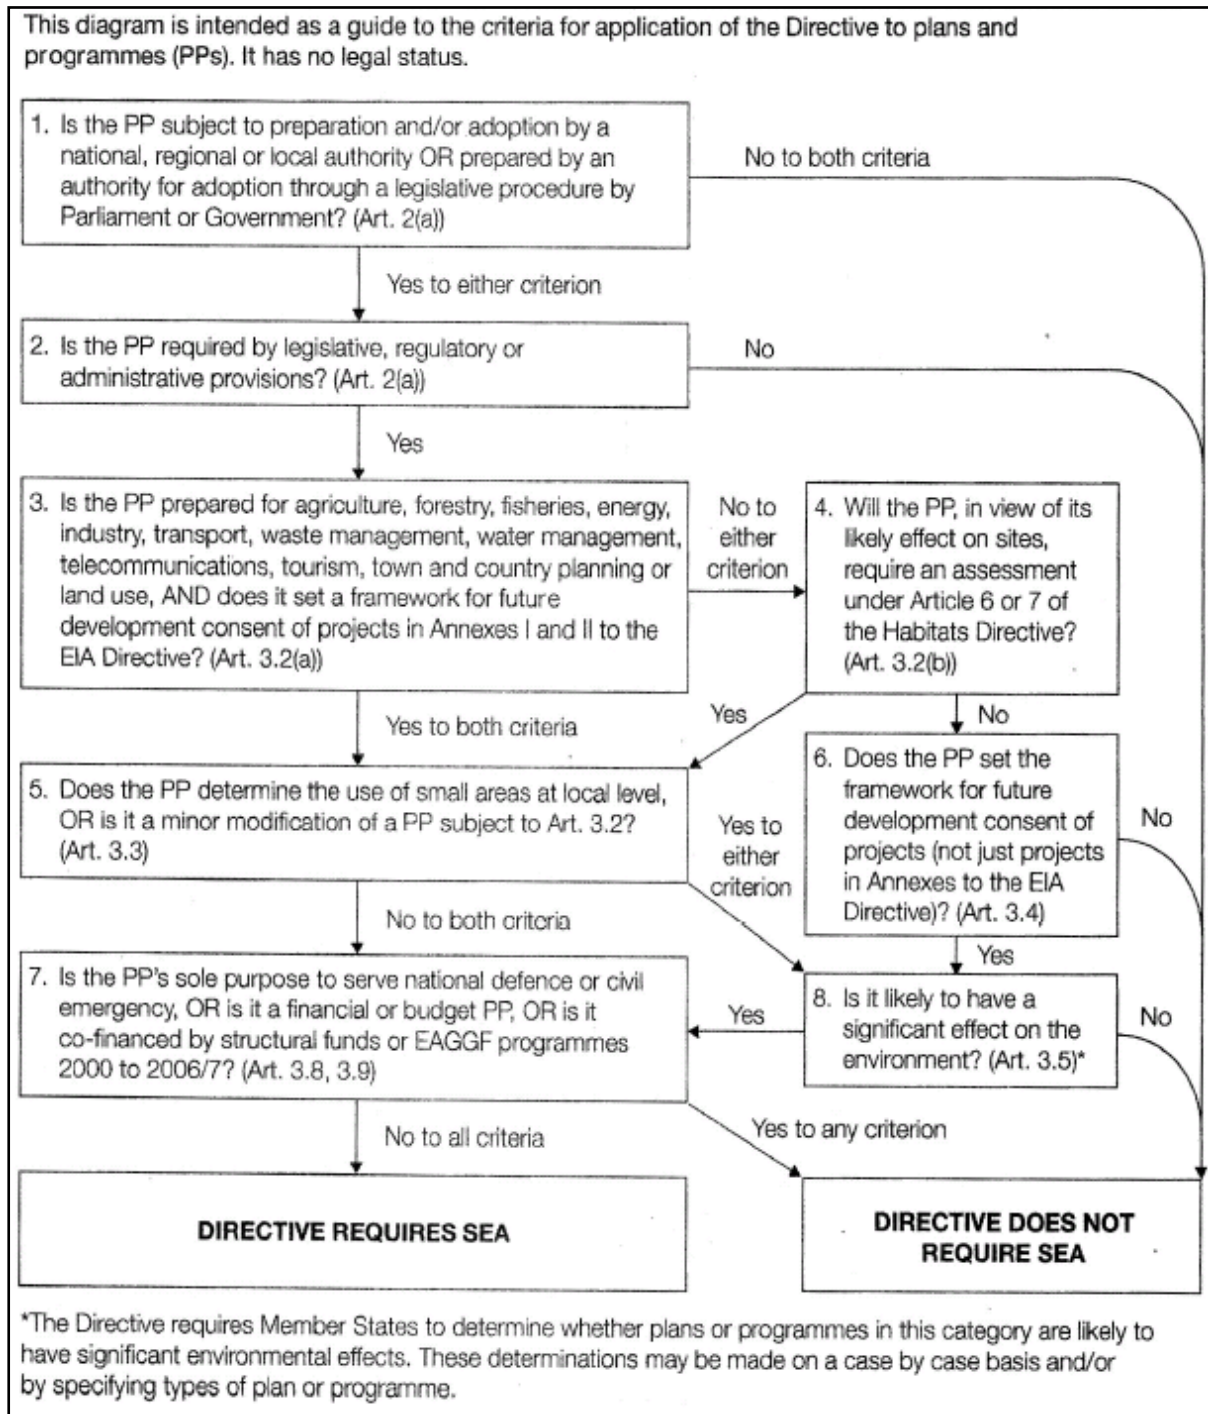 This diagram is intended as a guide to the criteria for application of the Directive to plans and
programmes (PPs). It has no legal status.
1. Is the PP subject to preparation and/or adoption by a
national, regional or local authority OR prepared by an
authority for adoption through a legislative procedure by
Parliament or Government? (Art. 2(a))
No to both criteria
Yes to either criterion
2. Is the PP required by legislative, regulatory or
administrative provisions? (Art. 2(a))
No
Yes
3. Is the PP prepared for agriculture, forestry, fisheries, energy,
industry, transport, waste management, water management,
telecommunications, tourism, town and country planning or
land use, AND does it set a framework for future
development consent of projects in Annexes I and II to the
EIA Directive? (Art. 3.2(a))
No to
either
criterion
4. Will the PP, in view of its
likely effect on sites,
require an assessment
under Article 6 or 7 of
the Habitats Directive?
(Art. 3.2(b))
Yes to both criteria
Yes
No
5. Does the PP determine the use of small areas at local level,
OR is it a minor modification of a PP subject to Art. 3.2?
(Art. 3.3)
Yes to
either
criterion
6. Does the PP set the
framework for future
development consent of
projects (not just projects
in Annexes to the EIA
Directive)? (Art. 3.4)
No
No to both criteria
Yes
7. Is the PP's sole purpose to serve national defence or civil
emergency, OR is it a financial or budget PP, OR is it
co-financed by structural funds or EAGGF programmes
2000 to 2006/7? (Art. 3.8, 3.9)
Yes
8. Is it likely to have a
significant effect on the
environment? (Art. 3.5)*
No
No to all criteria
Yes to any criterion
DIRECTIVE REQUIRES SEA
DIRECTIVE DOES NOT
REQUIRE SEA
*The Directive requires Member States to determine whether plans or programmes in this category are likely to
have significant environmental effects. These determinations may be made on a case by case basis and/or
by specifying types of plan or programme.